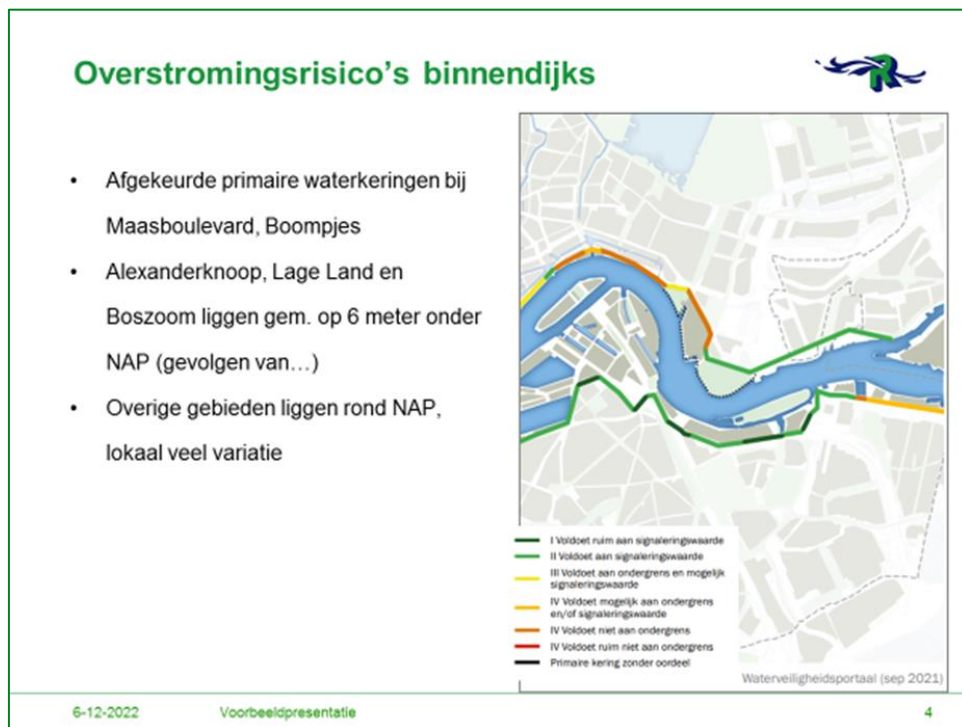 Overstromingsrisico's binnendijks
R
• Afgekeurde primaire waterkeringen bij
Maasboulevard, Boompjes
• Alexanderknoop, Lage Land en
Boszoom liggen gem. op 6 meter onder
NAP (gevolgen van…)
• Overige gebieden liggen rond NAP,
lokaal veel variatie
I Voldoet ruim aan signaleringswaarde
II Voldoet aan signaleringswaarde
III Voldoet aan ondergrens en mogelijk
signaleringswaarde
IV Voldoet mogelijk aan ondergrens
en/of signaleringswaarde
IV Voldoet niet aan ondergrens
IV Voldoet ruim niet aan ondergrens
Primaire kering zonder oordeel
Waterveiligheidsportaal (sep 2021)
6-12-2022 Voorbeeldpresentatie 4